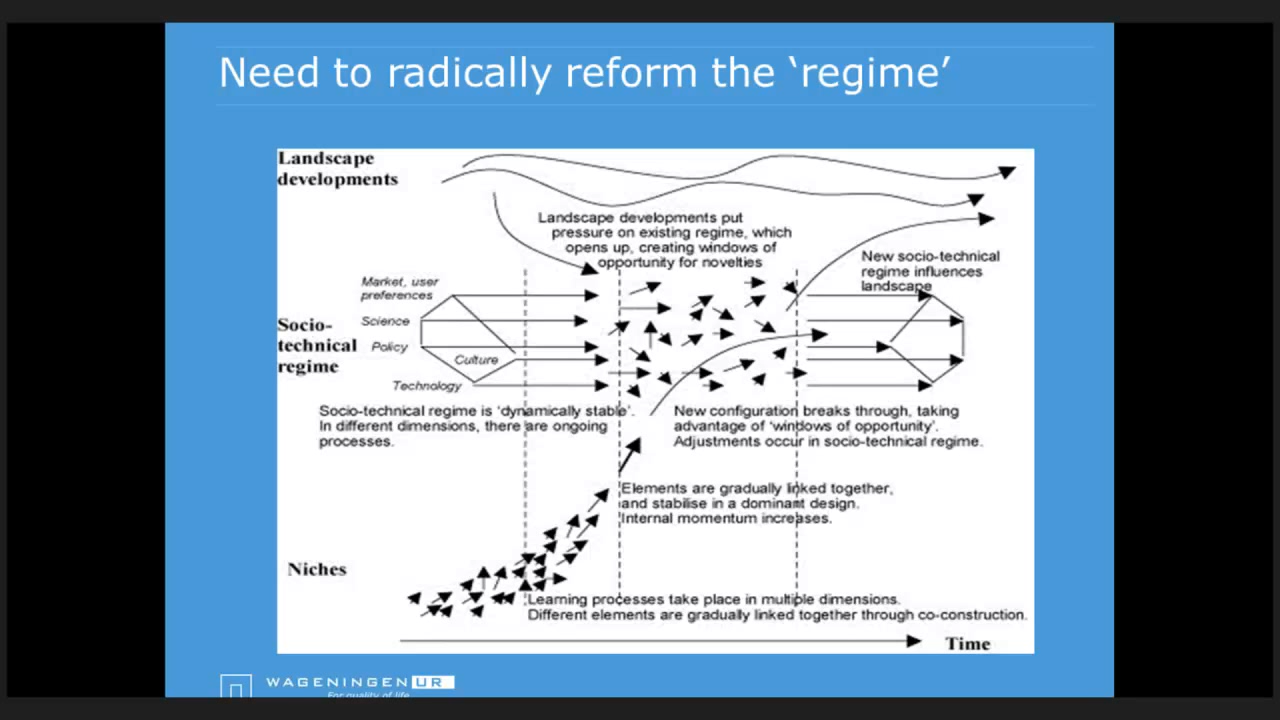 Need to radically reform the ‘regime’
Landscape
developments
Landscape developments put
pressure on existing regime, which
opens up, creating windows of
opportunity for novelties
New socio-technical
regime influences
landscape
Market, user
preferences
Science
Socio-
technical
regime
Policy
Culture
Technology
Socio-technical regime is ‘dynamically stable’.
In different dimensions, there are ongoing
processes.
New configuration breaks through, taking
advantage of ‘windows of opportunity’.
Adjustments occur in socio-technical regime.
Elements are gradually linked together,
and stabilise in a dominant design.
Internal momentum increases.
Niches
Learning processes take place in multiple dimensions.
Different elements are gradually linked together through co-construction.
Time
WAGENINGEN UR
For quality of life